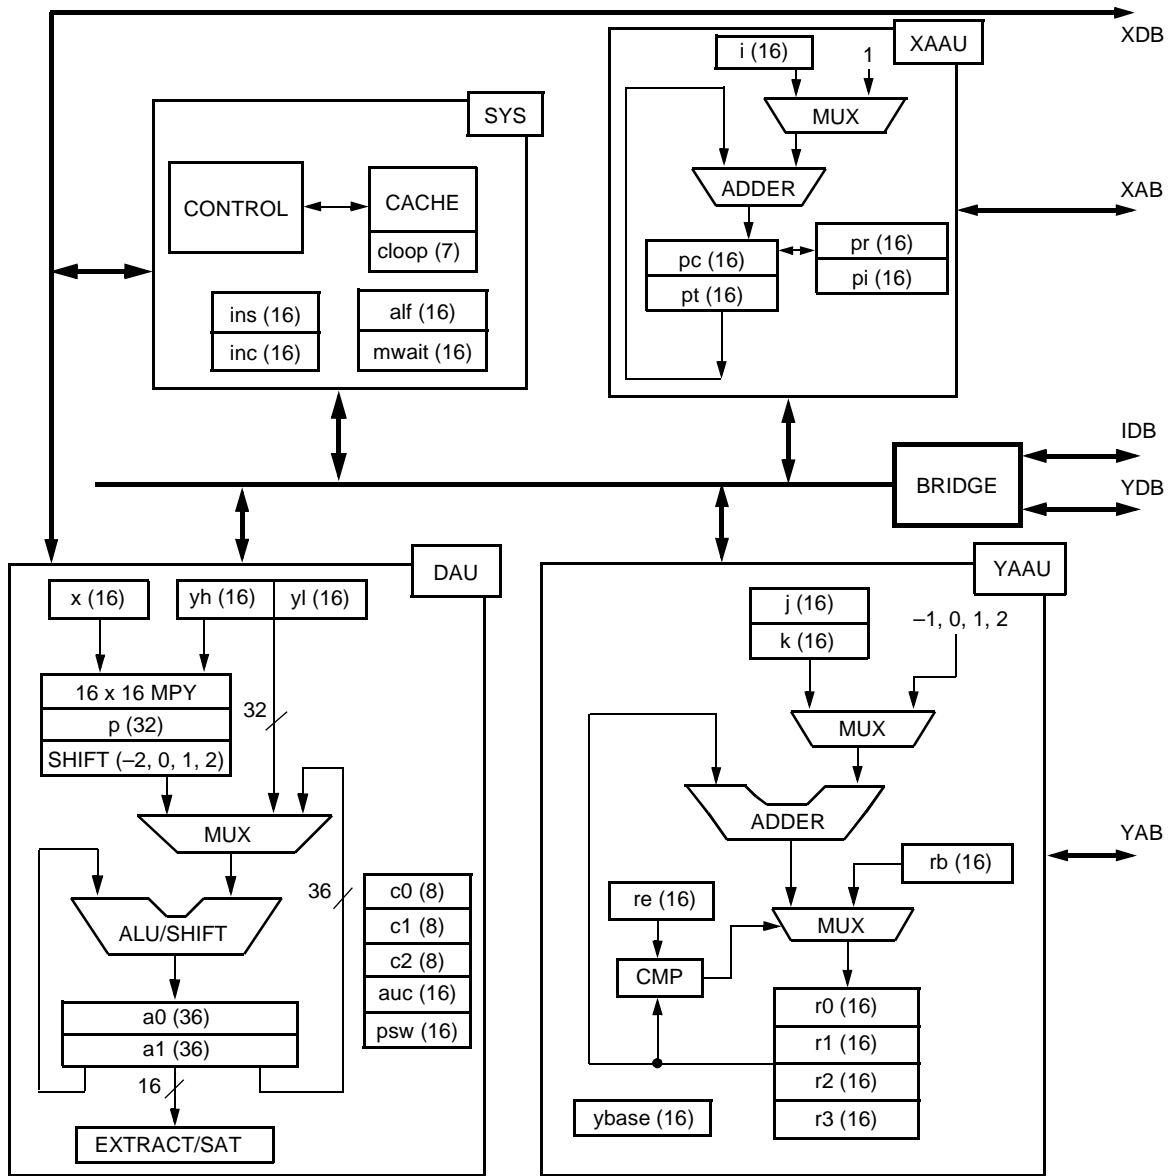 XDB
XAAU
i (16)
1
MUX
SYS
ADDER
XAB
CONTROL
CACHE
cloop (7)
pc (16)
pt (16)
pr (16)
pi (16)
ins (16)
inc (16)
alf (16)
mwait (16)
IDB
BRIDGE
YDB
DAU
x (16)
yh (16)
yl (16)
16 x 16 MPY
p (32)
SHIFT (–2, 0, 1, 2)
32
MUX
36
ALU/SHIFT
c0 (8)
c1 (8)
c2 (8)
auc (16)
psw (16)
a0 (36)
a1 (36)
16
EXTRACT/SAT
YAAU
j (16)
k (16)
–1, 0, 1, 2
MUX
ADDER
YAB
rb (16)
re (16)
MUX
CMP
r0 (16)
r1 (16)
r2 (16)
r3 (16)
ybase (16)